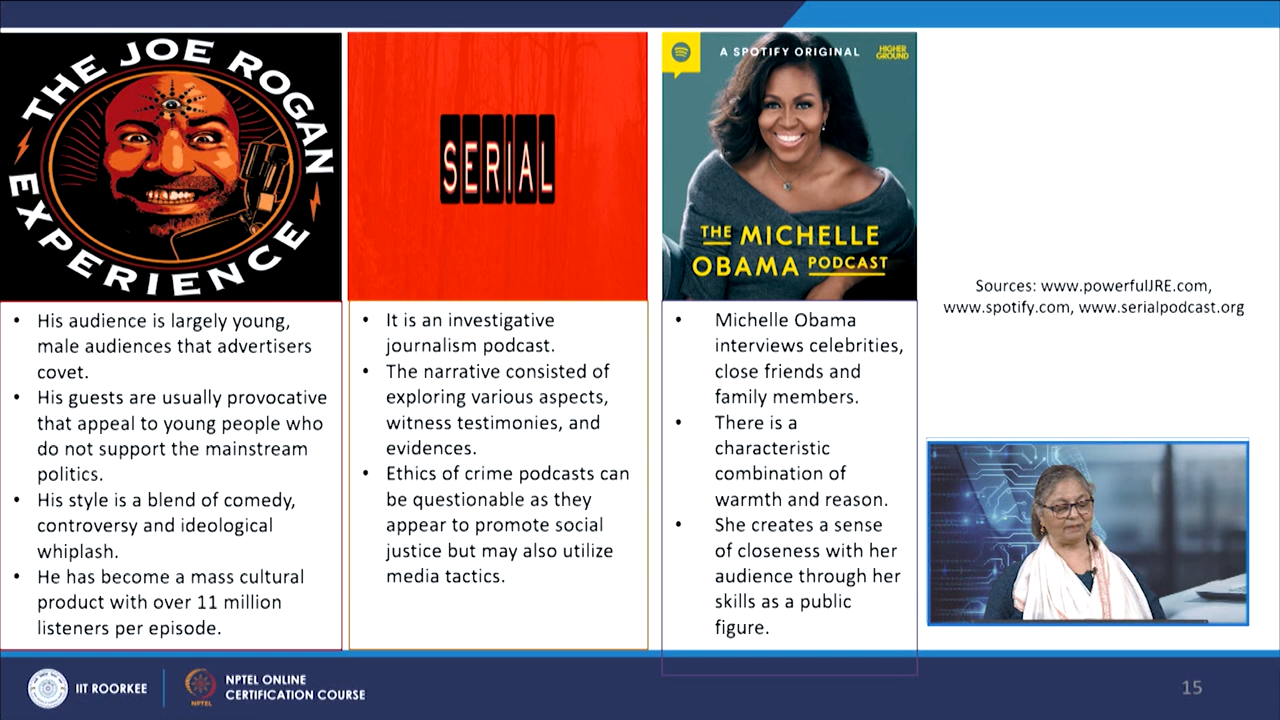 THE JOE ROGAN
EXPERIENCE
SERIAL
A SPOTIFY ORIGINAL
HIGHER
GROUND
THE MICHELLE
OBAMA PODCAST
• His audience is largely young,
male audiences that advertisers
covet.
• His guests are usually provocative
that appeal to young people who
do not support the mainstream
politics.
• His style is a blend of comedy,
controversy and ideological
whiplash.
• He has become a mass cultural
product with over 11 million
listeners per episode.
• It is an investigative
journalism podcast.
• The narrative consisted of
exploring various aspects,
witness testimonies, and
evidences.
• Ethics of crime podcasts can
be questionable as they
appear to promote social
justice but may also utilize
media tactics.
• Michelle Obama
interviews celebrities,
close friends and
family members.
• There is a
characteristic
combination of
warmth and reason.
• She creates a sense
of closeness with her
audience through her
skills as a public
figure.
Sources: www.powerfulJRE.com,
www.spotify.com, www.serialpodcast.org
IIT ROORKEE
NPTEL
NPTEL ONLINE
CERTIFICATION COURSE
15